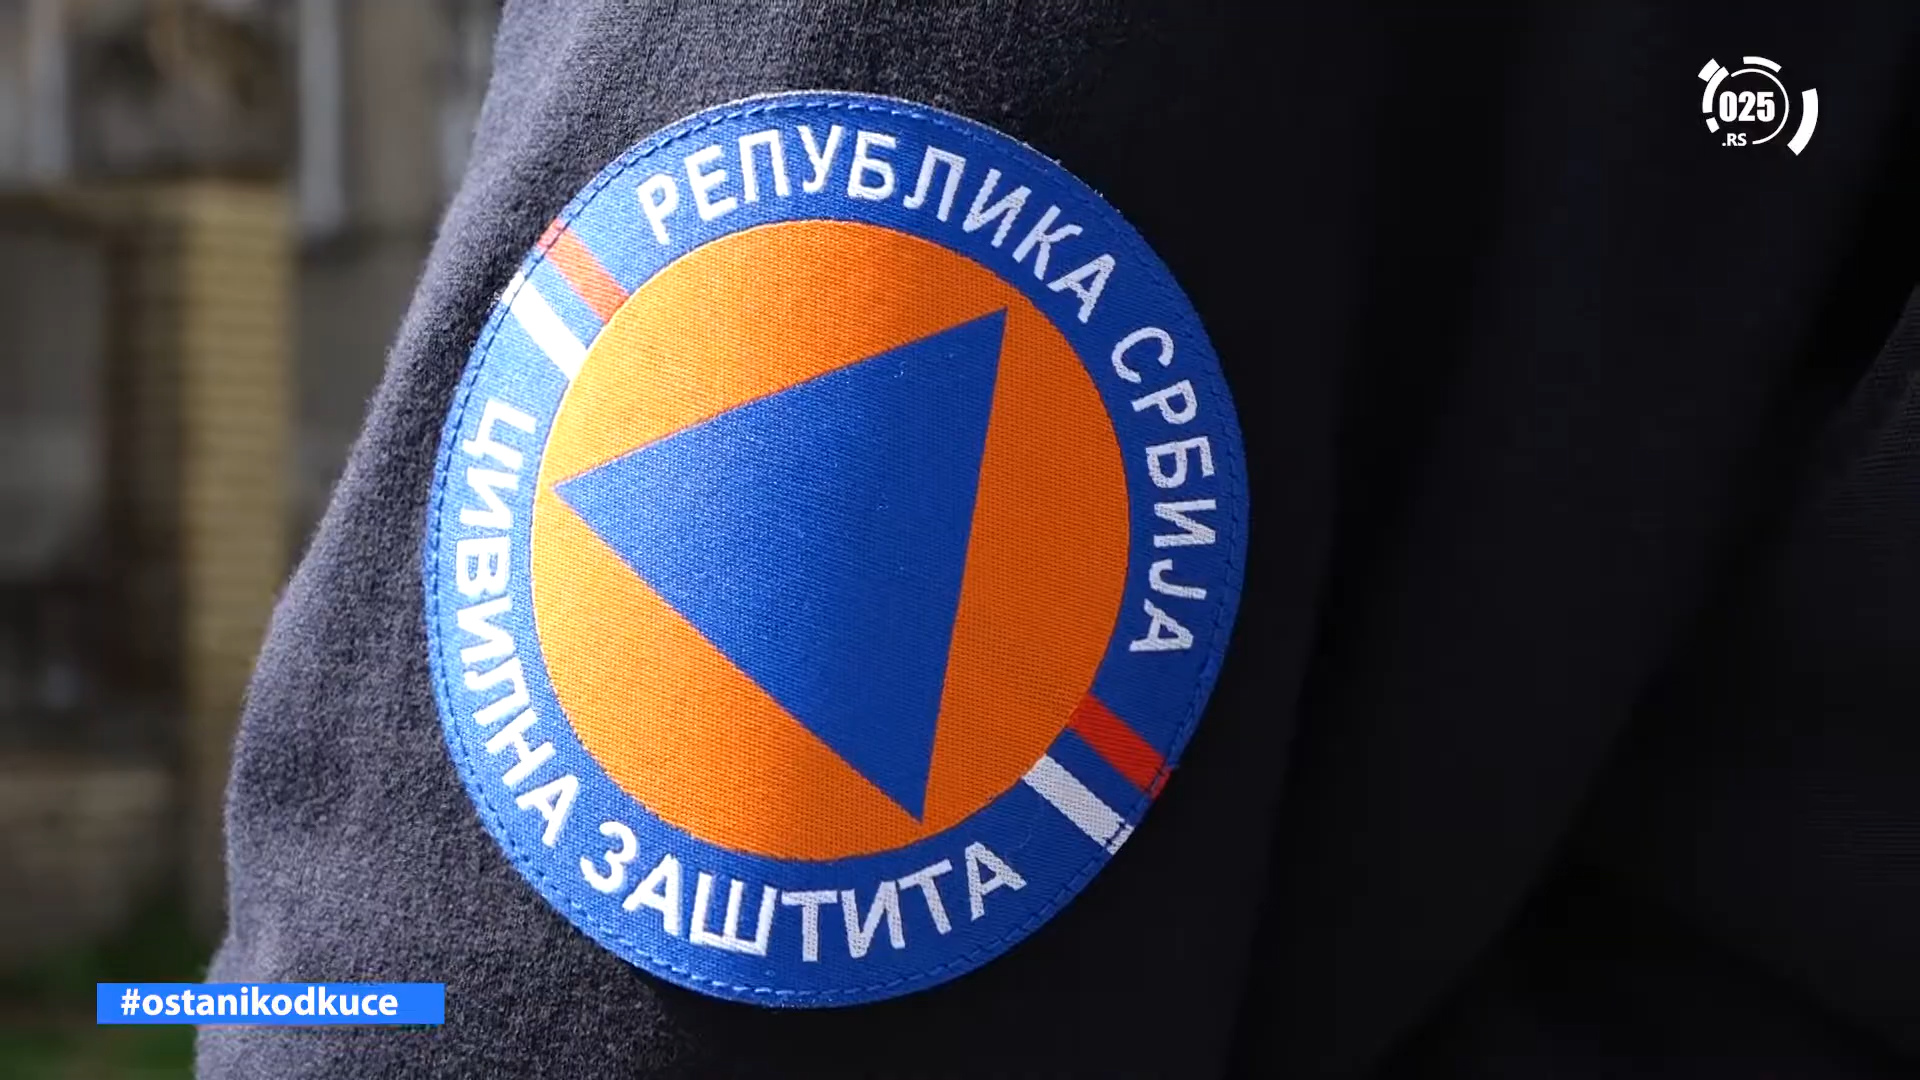 025
.RS
РЕПУБЛИКА СРБИЈА
ЦИВИЛНА ЗАШТИТА
#ostanikodkuce